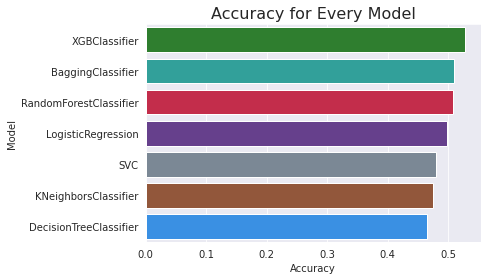 Accuracy for Every Model
XGBClassifier
BaggingClassifier
RandomForestClassifier
LogisticRegression
SVC
KNeighborsClassifier
DecisionTreeClassifier
Model
0.0 0.1 0.2 0.3 0.4 0.5
Accuracy